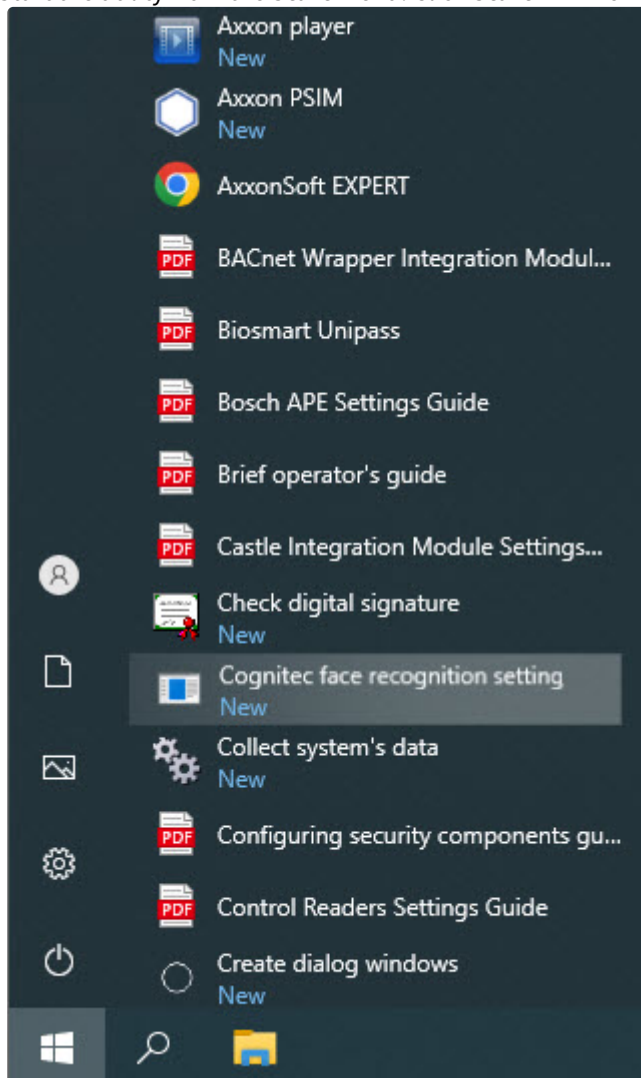 Axxon player
New
Axxon PSIM
New
AxxonSoft EXPERT
PDF
BACnet Wrapper Integration Modul...
PDF
Biosmart Unipass
PDF
Bosch APE Settings Guide
PDF
Brief operator's guide
PDF
Castle Integration Module Settings...
Check digital signature
New
Cognitec face recognition setting
New
Collect system's data
New
PDF
Configuring security components gu...
PDF
Control Readers Settings Guide
Create dialog windows
New